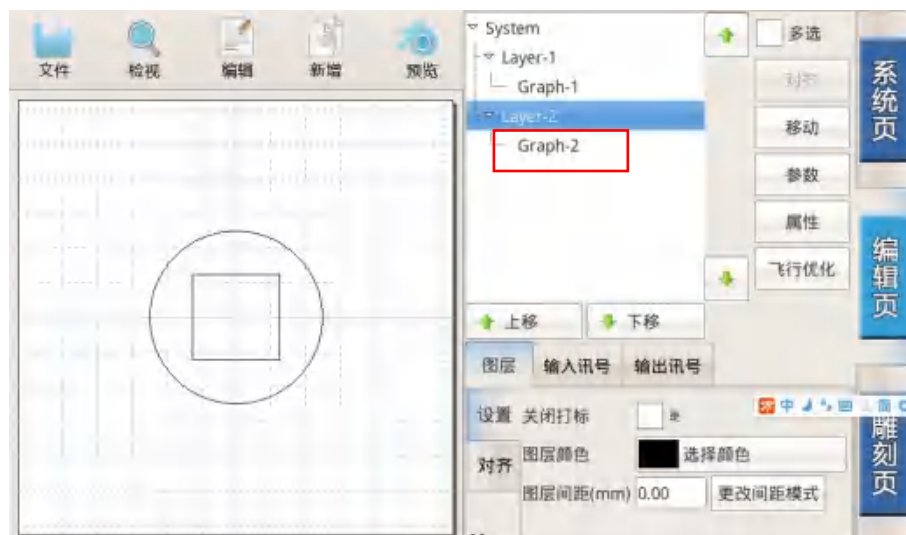 文件 检视 编辑 新增 预览
System
Layer-1
Graph-1
Layer-2
Graph-2
上移 下移
多选
对齐
移动
参数
属性
飞行优化
图层 输入讯号 输出讯号
设置
对齐
关闭打标 是
图层颜色 选择颜色
图层间距(mm) 0.00 更改间距模式
中 简
系统页
编辑页
雕刻页